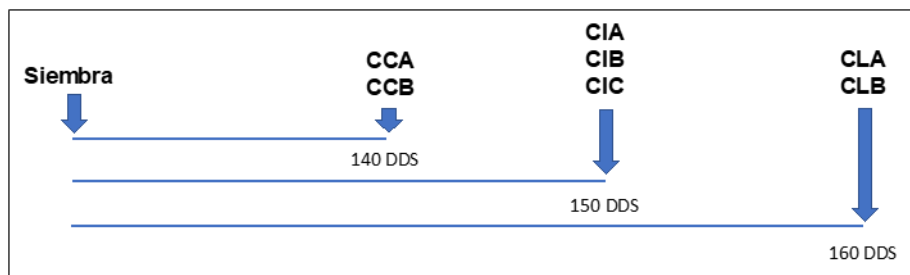 Siembra
CCA
CCB
CIA
CIB
CIC
CLA
CLB
140 DDS
150 DDS
160 DDS